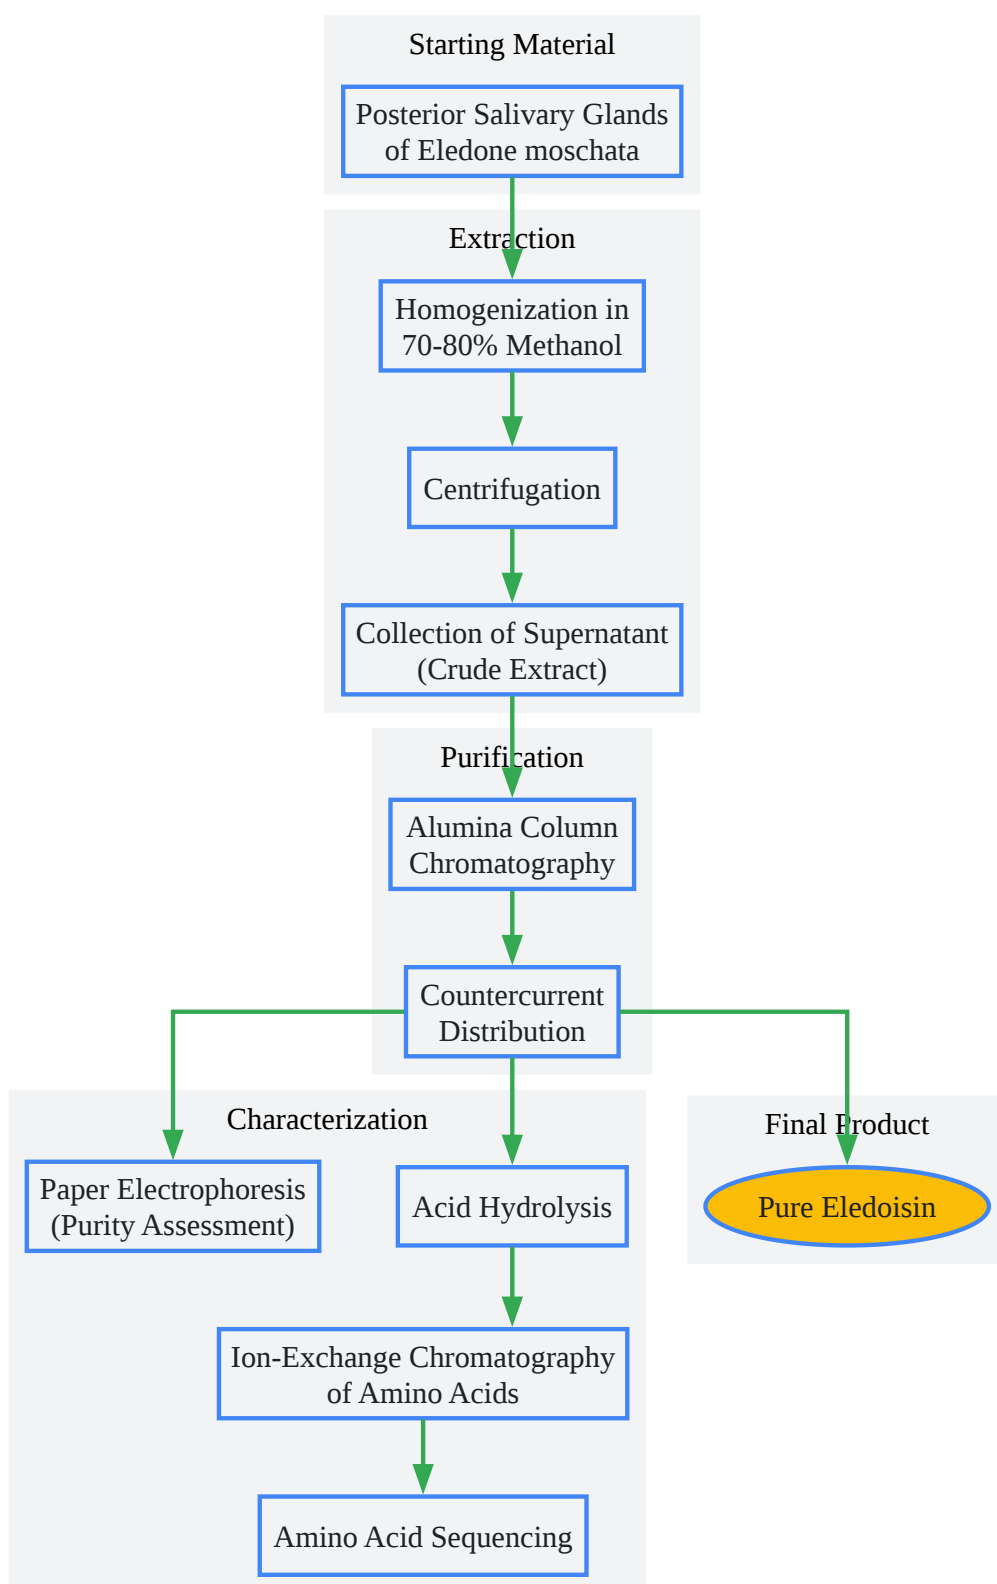 Starting Material
Posterior Salivary Glands
of Eledone moschata
Extraction
Homogenization in
70-80% Methanol
Centrifugation
Collection of Supernatant
(Crude Extract)
Purification
Alumina Column
Chromatography
Countercurrent
Distribution
Characterization
Paper Electrophoresis
(Purity Assessment)
Acid Hydrolysis
Ion-Exchange Chromatography
of Amino Acids
Amino Acid Sequencing
Final Product
Pure Eledoisin